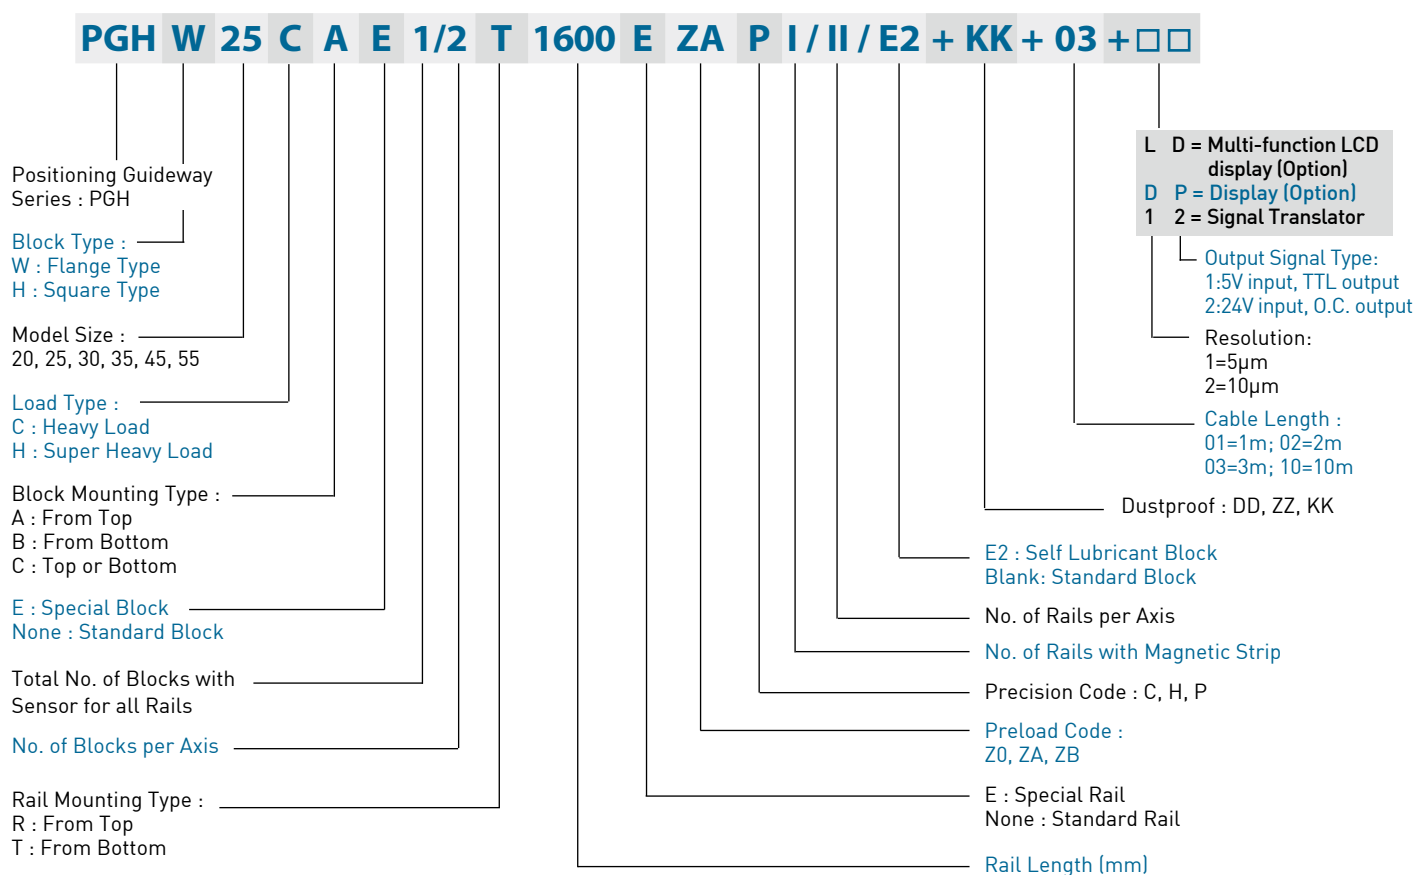 PGH W 25 C A E 1/2 T 1600 E ZA P I / II / E2 + KK + 03 + □□
Positioning Guideway
Series : PGH
Block Type :
W : Flange Type
H : Square Type
Model Size :
20, 25, 30, 35, 45, 55
Load Type :
C : Heavy Load
H : Super Heavy Load
Block Mounting Type :
A : From Top
B : From Bottom
C : Top or Bottom
E : Special Block
None : Standard Block
Total No. of Blocks with
Sensor for all Rails
No. of Blocks per Axis
Rail Mounting Type :
R : From Top
T : From Bottom
L D = Multi-function LCD
display (Option)
D P = Display (Option)
1 2 = Signal Translator
Output Signal Type:
1:5V input, TTL output
2:24V input, O.C. output
Resolution:
1=5µm
2=10µm
Cable Length :
01=1m; 02=2m
03=3m; 10=10m
Dustproof : DD, ZZ, KK
E2 : Self Lubricant Block
Blank: Standard Block
No. of Rails per Axis
No. of Rails with Magnetic Strip
Precision Code : C, H, P
Preload Code :
Z0, ZA, ZB
E : Special Rail
None : Standard Rail
Rail Length (mm)